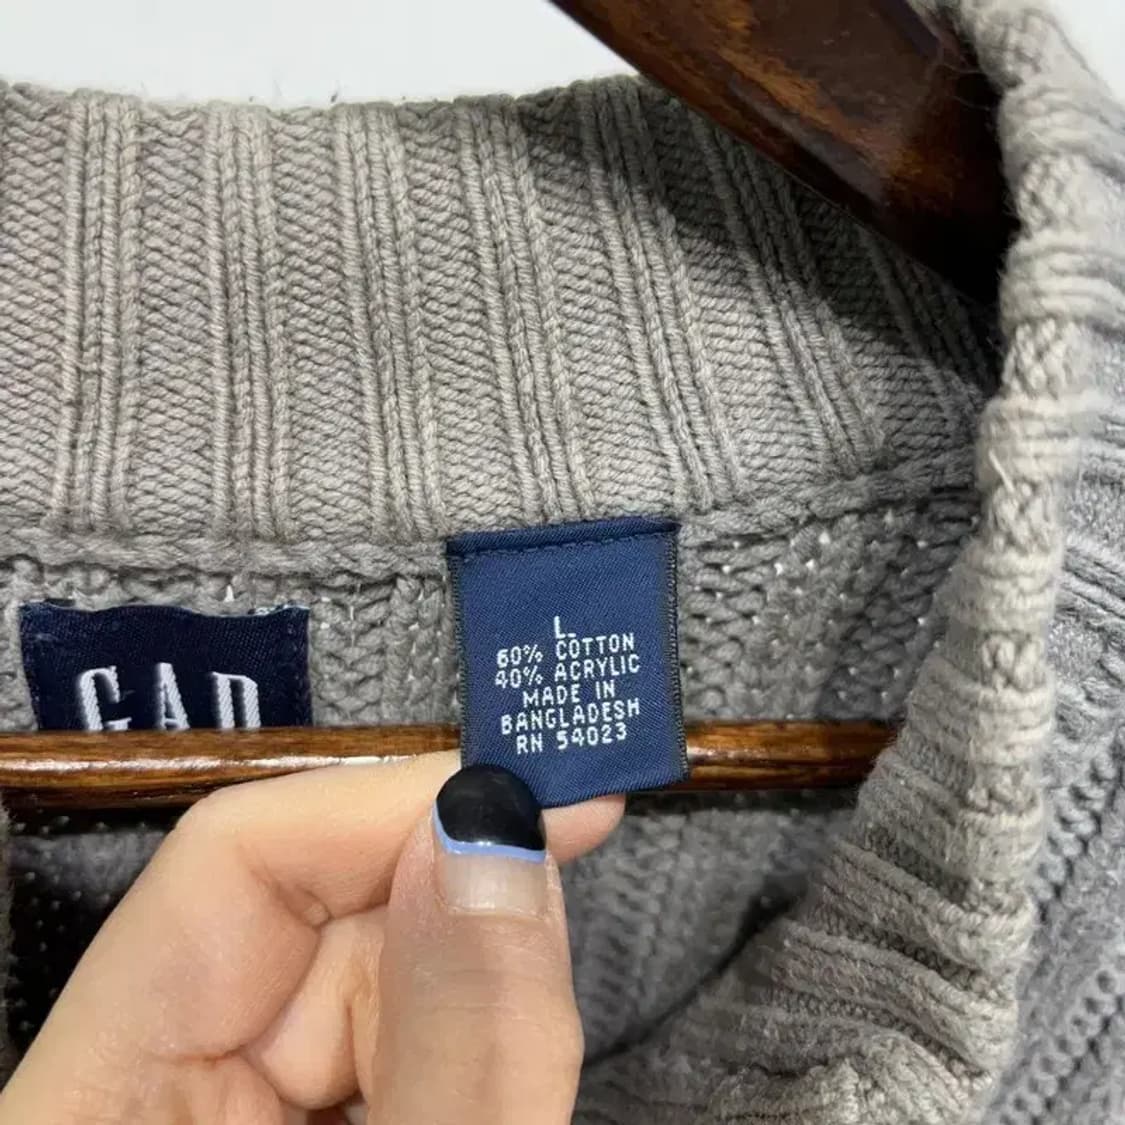 GAP
L.
60% COTTON
40% ACRYLIC
MADE IN
BANGLADESH
RN 54023